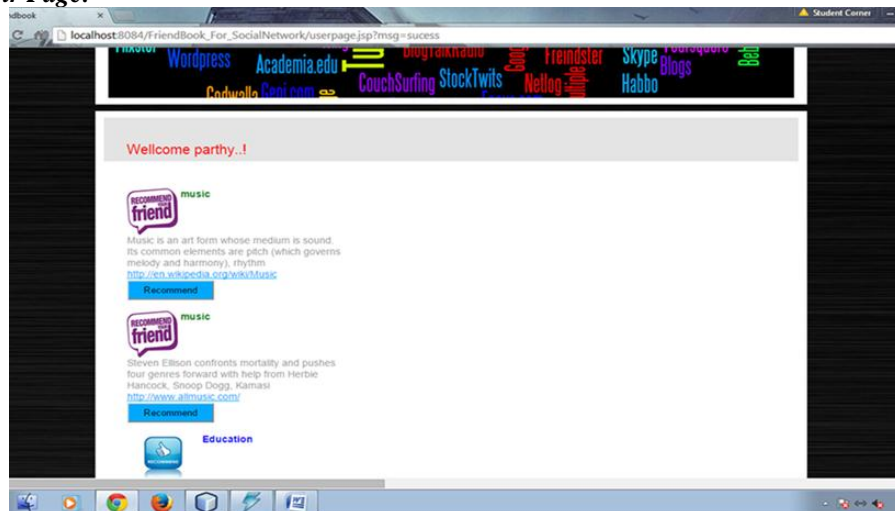 Page.
dbook
Student Corner
localhost:8084/FriendBook_For_SocialNetwork/userpage.jsp?msg=sucess
BlogTalkRadio
Freindster
Skype
Wordpress
Academia.edu
Blogs
CouchSurfing
StockTwits
Netlog
Habbo
Wellcome parthy..!
RECOMMEND
friend
music
Music is an art form whose medium is sound.
Its common elements are pitch (which governs
melody and harmony), rhythm
http://en.wikipedia.org/wiki/Music
Recommend
RECOMMEND
friend
music
Steven Ellison confronts mortality and pushes
four genres forward with help from Herbie
Hancock, Snoop Dogg, Kamasi
http://www.allmusic.com/
Recommend
Education
RECOMMEND